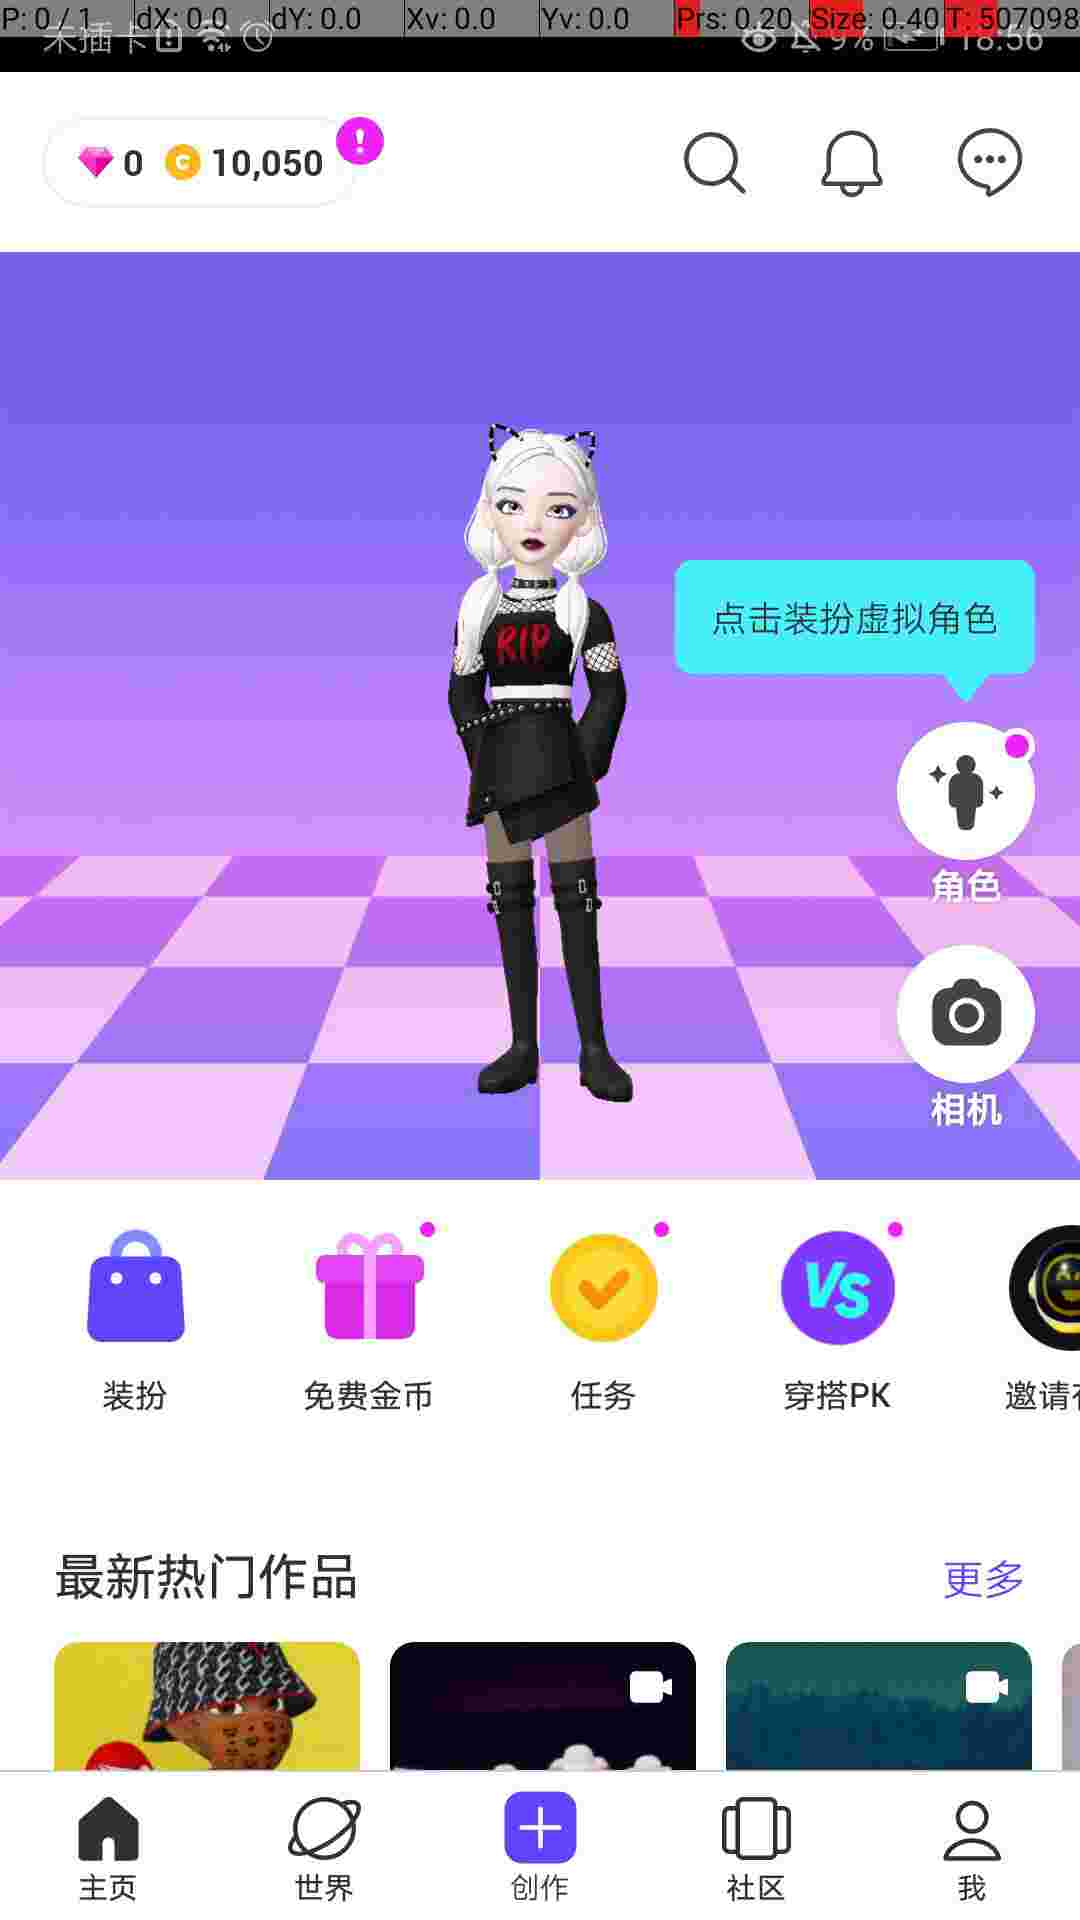 P: 0 / 1 dX: 0.0 dY: 0.0 Xv: 0.0 Yv: 0.0 Prs: 0.20 Size: 0.40 T: 507098
未插卡 9% 18:56
0 C 10,050
点击装扮虚拟角色
RIP
角色
相机
VS
装扮 免费金币 任务 穿搭PK 邀请
最新热门作品 更多
主页 世界 创作 社区 我